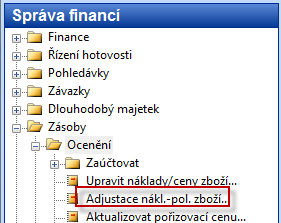 Správa financí
Finance
Řízení hotovosti
Pohledávky
Závazky
Dlouhodobý majetek
Zásoby
Ocenění
Zaúčtovat
Upravit náklady/ceny zboží...
Adjustace nákl.-pol. zboží...
Aktualizovat pořizovací cenu...